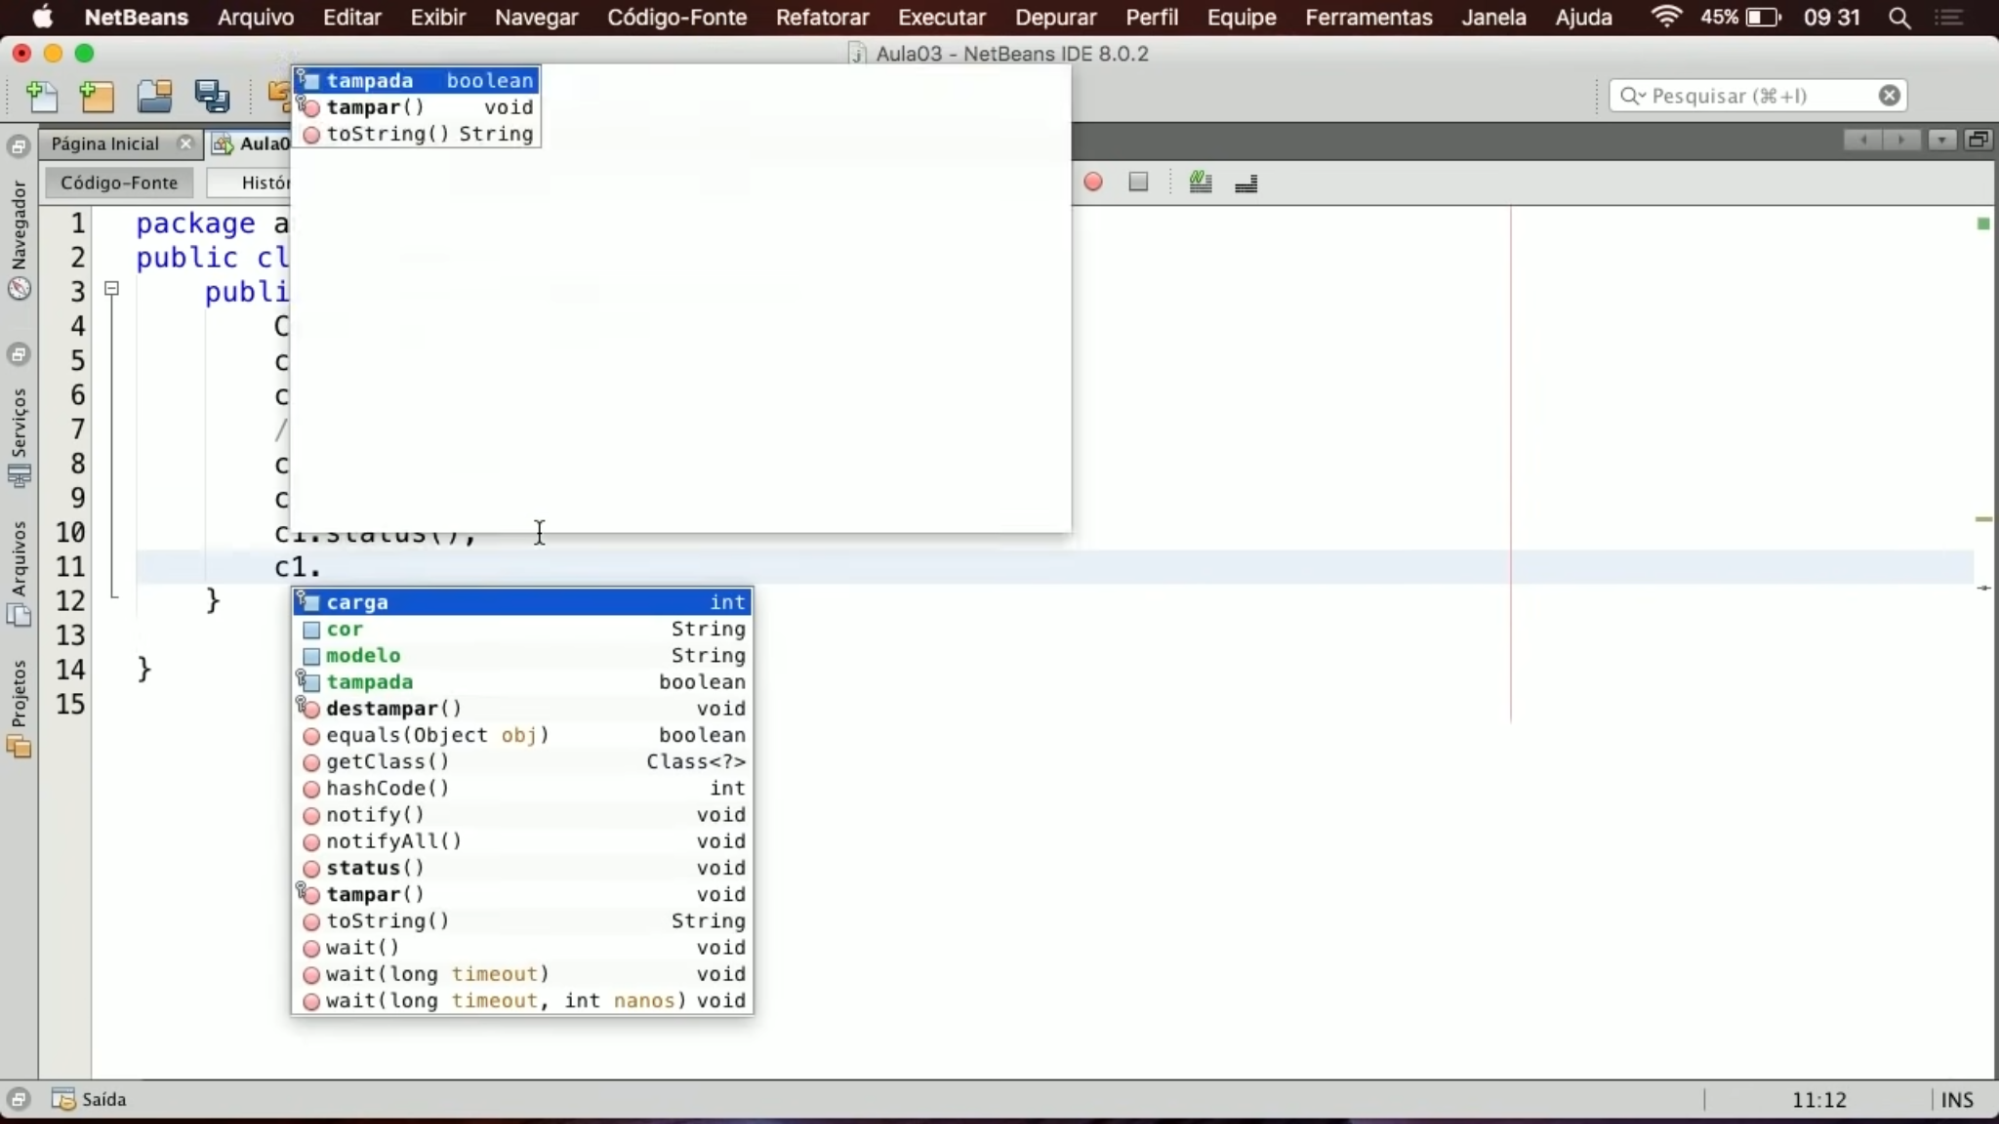 NetBeans Arquivo Editar Exibir Navegar Código-Fonte Refatorar Executar Depurar Perfil Equipe Ferramentas Janela Ajuda 45% 09 31
Aula03 - NetBeans IDE 8.0.2
Pesquisar (⌘+I)
tampada boolean
tampar() void
toString() String
Página Inicial
Código-Fonte
Navegador
Serviços
Arquivos
Projetos
1 package a
2 public cl
3 publi
4 C
5 c
6 c
7 /
8 c
9 c
10 c1.status();
11 c1.
12 }
13
14 }
15
carga int
cor String
modelo String
tampada boolean
destampar() void
equals(Object obj) boolean
getClass() Class<?>
hashCode() int
notify() void
notifyAll() void
status() void
tampar() void
toString() String
wait() void
wait(long timeout) void
wait(long timeout, int nanos) void
Saída
11:12 INS